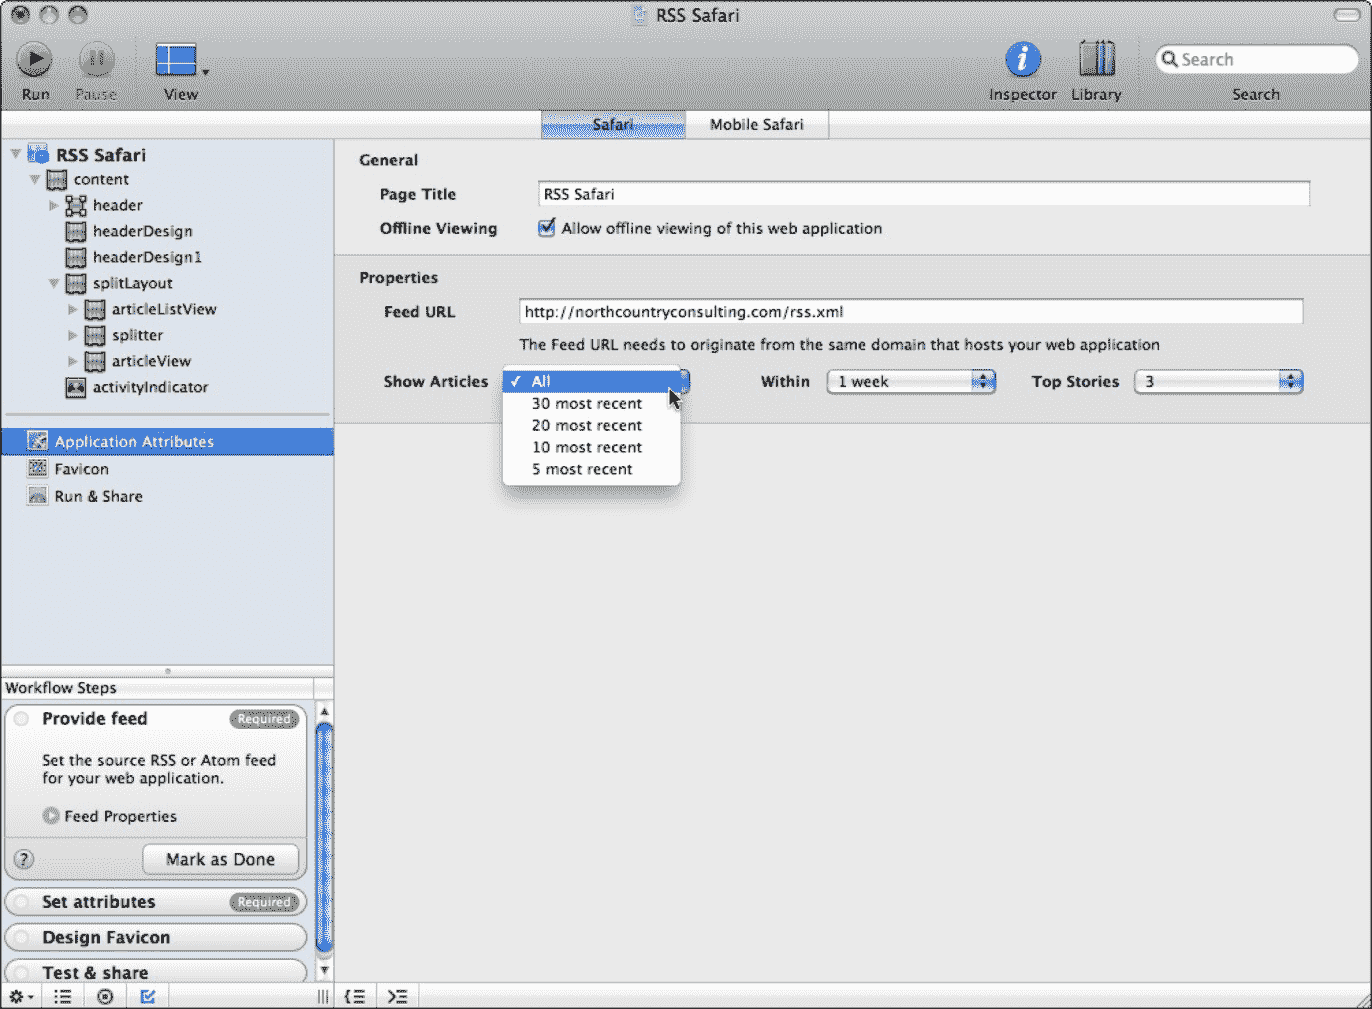 RSS Safari
Run
Pause
View
Inspector
Library
Search
Search
Safari
Mobile Safari
RSS Safari
content
header
headerDesign
headerDesign1
splitLayout
articleListView
splitter
articleView
activityIndicator
Application Attributes
Favicon
Run & Share
General
Page Title
RSS Safari
Offline Viewing
Allow offline viewing of this web application
Properties
Feed URL
http://northcountryconsulting.com/rss.xml
The Feed URL needs to originate from the same domain that hosts your web application
Show Articles
✓ All
30 most recent
20 most recent
10 most recent
5 most recent
Within
1 week
Top Stories
3
Workflow Steps
Provide feed
Required
Set the source RSS or Atom feed
for your web application.
Feed Properties
?
Mark as Done
Set attributes
Required
Design Favicon
Test & share